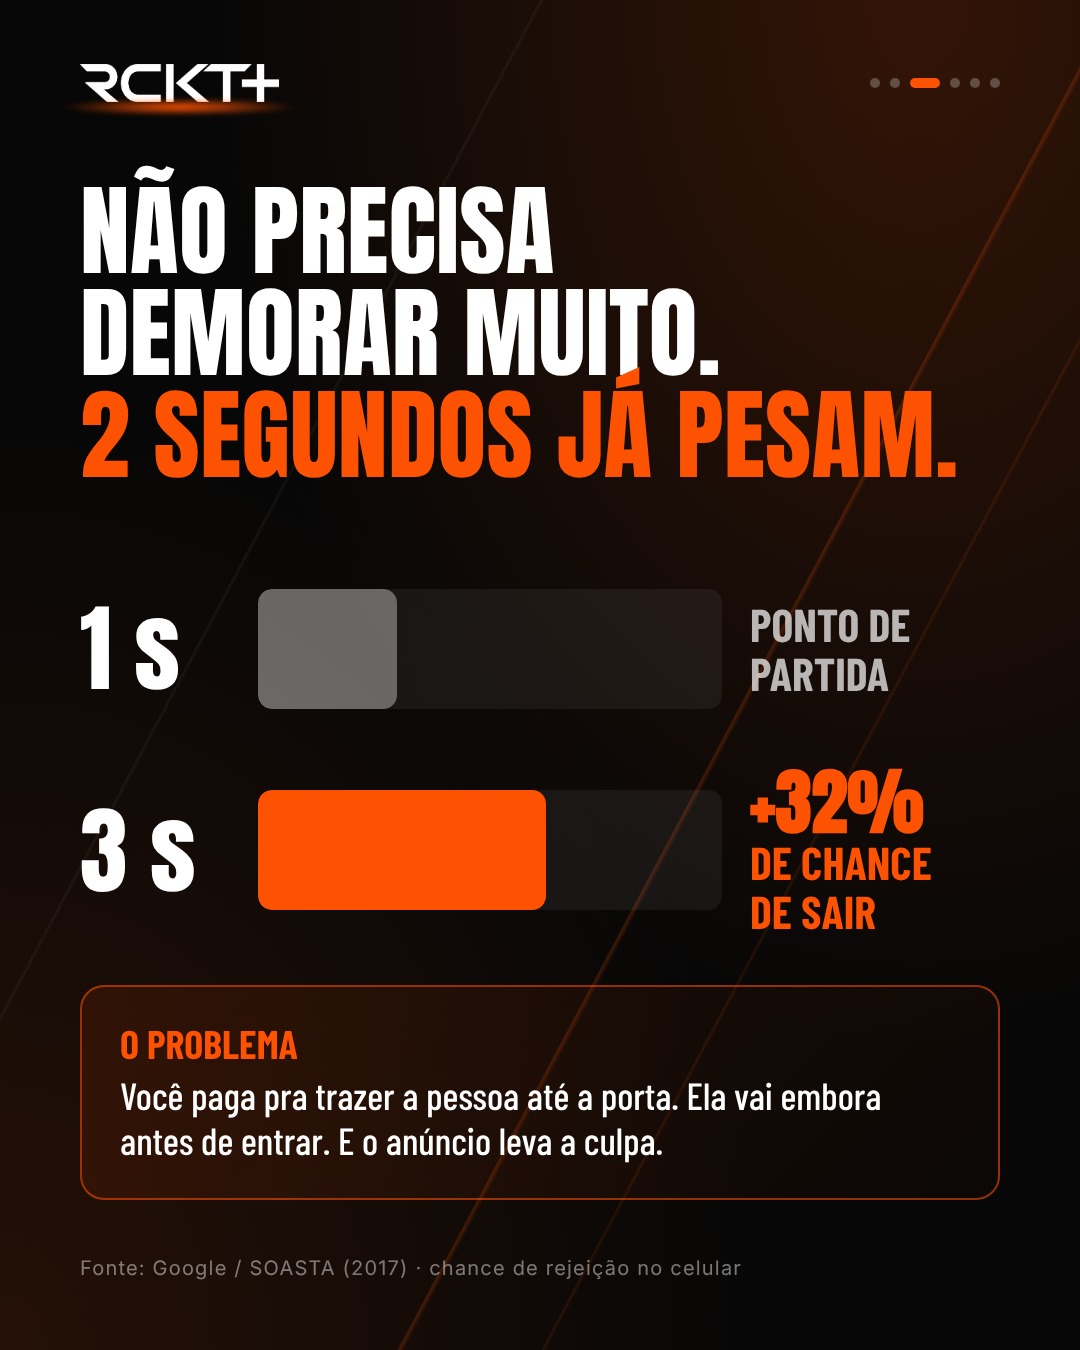 RCKT+
NÃO PRECISA
DEMORAR MUITO.
2 SEGUNDOS JÁ PESAM.
1 s
PONTO DE
PARTIDA
3 s
+32%
DE CHANCE
DE SAIR
O PROBLEMA
Você paga pra trazer a pessoa até a porta. Ela vai embora
antes de entrar. E o anúncio leva a culpa.
Fonte: Google / SOASTA (2017) · chance de rejeição no celular